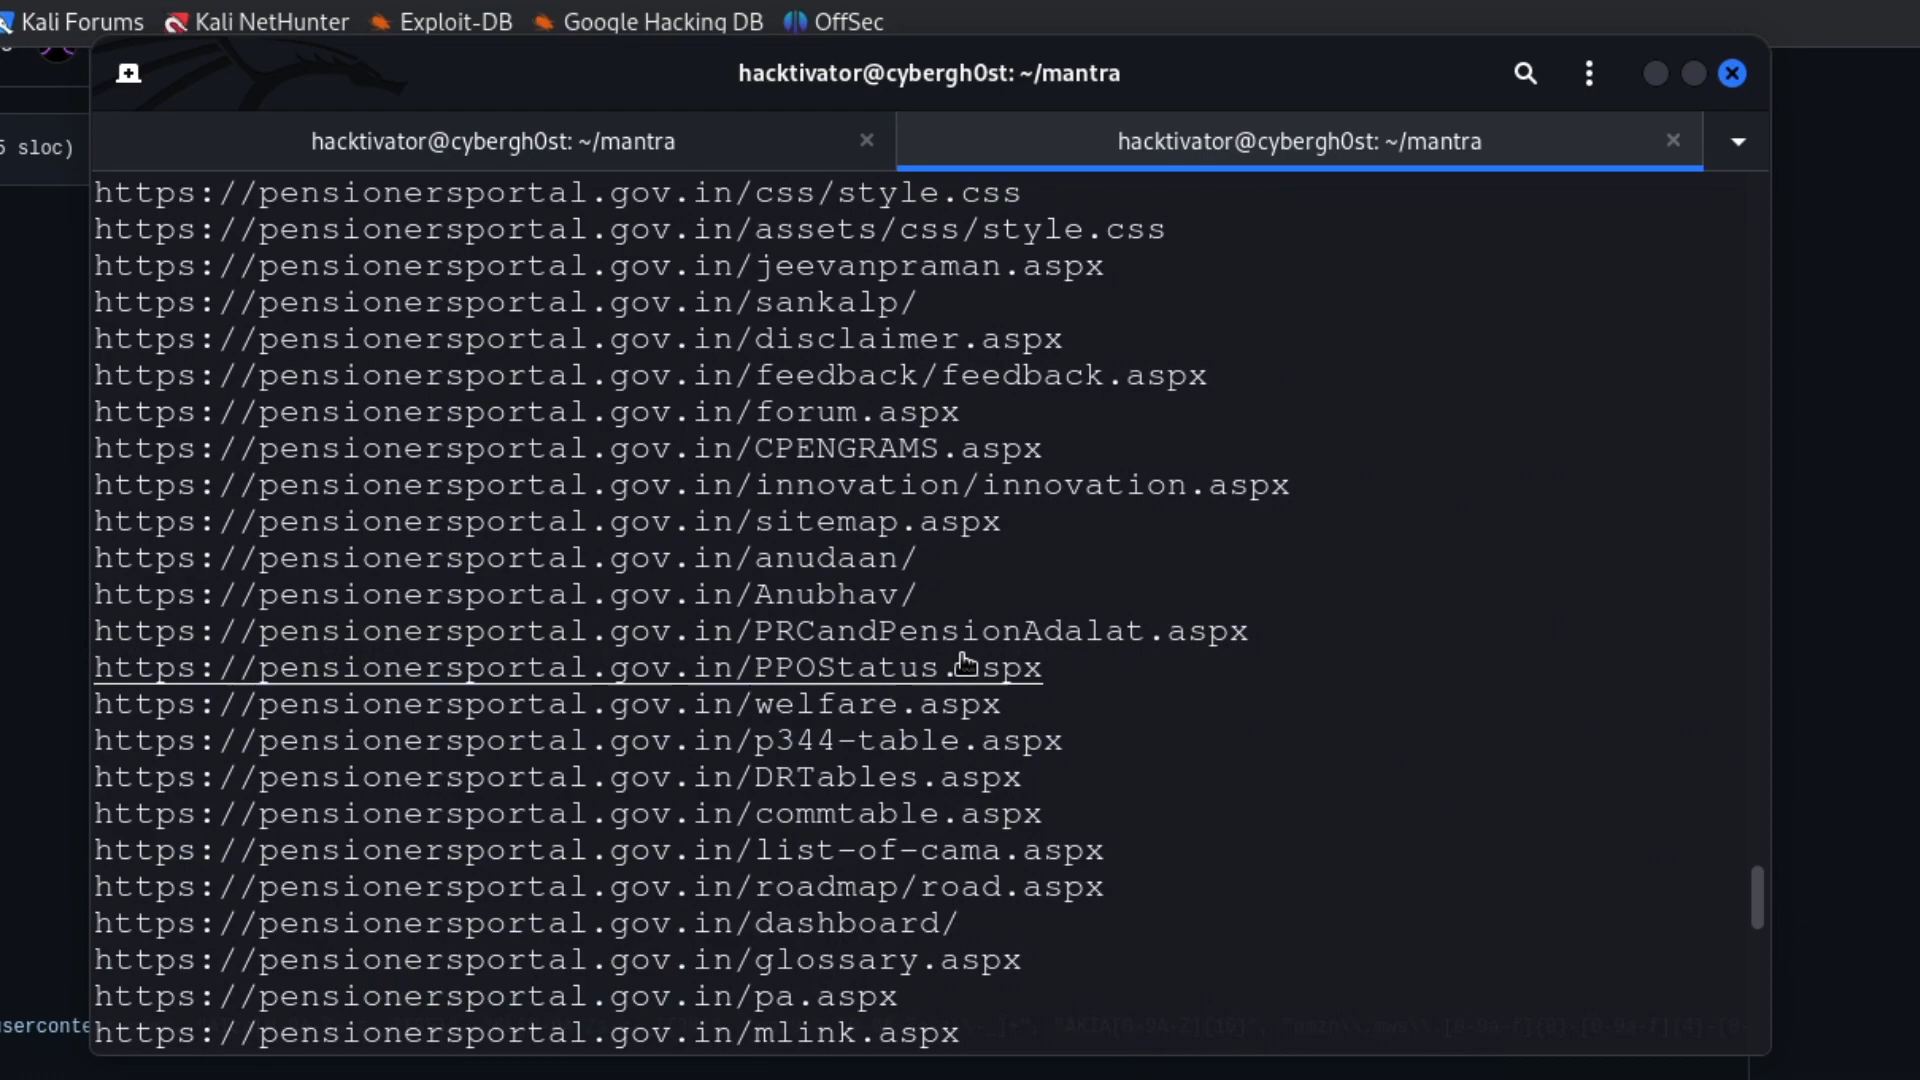 Kali Forums Kali NetHunter Exploit-DB Google Hacking DB OffSec
hacktivator@cybergh0st: ~/mantra
hacktivator@cybergh0st: ~/mantra hacktivator@cybergh0st: ~/mantra
sloc)
https://pensionersportal.gov.in/css/style.css
https://pensionersportal.gov.in/assets/css/style.css
https://pensionersportal.gov.in/jeevanpraman.aspx
https://pensionersportal.gov.in/sankalp/
https://pensionersportal.gov.in/disclaimer.aspx
https://pensionersportal.gov.in/feedback/feedback.aspx
https://pensionersportal.gov.in/forum.aspx
https://pensionersportal.gov.in/CPENGRAMS.aspx
https://pensionersportal.gov.in/innovation/innovation.aspx
https://pensionersportal.gov.in/sitemap.aspx
https://pensionersportal.gov.in/anudaan/
https://pensionersportal.gov.in/Anubhav/
https://pensionersportal.gov.in/PRCandPensionAdalat.aspx
https://pensionersportal.gov.in/PPOStatus.aspx
https://pensionersportal.gov.in/welfare.aspx
https://pensionersportal.gov.in/p344-table.aspx
https://pensionersportal.gov.in/DRTables.aspx
https://pensionersportal.gov.in/commtable.aspx
https://pensionersportal.gov.in/list-of-cama.aspx
https://pensionersportal.gov.in/roadmap/road.aspx
https://pensionersportal.gov.in/dashboard/
https://pensionersportal.gov.in/glossary.aspx
https://pensionersportal.gov.in/pa.aspx
https://pensionersportal.gov.in/mlink.aspx